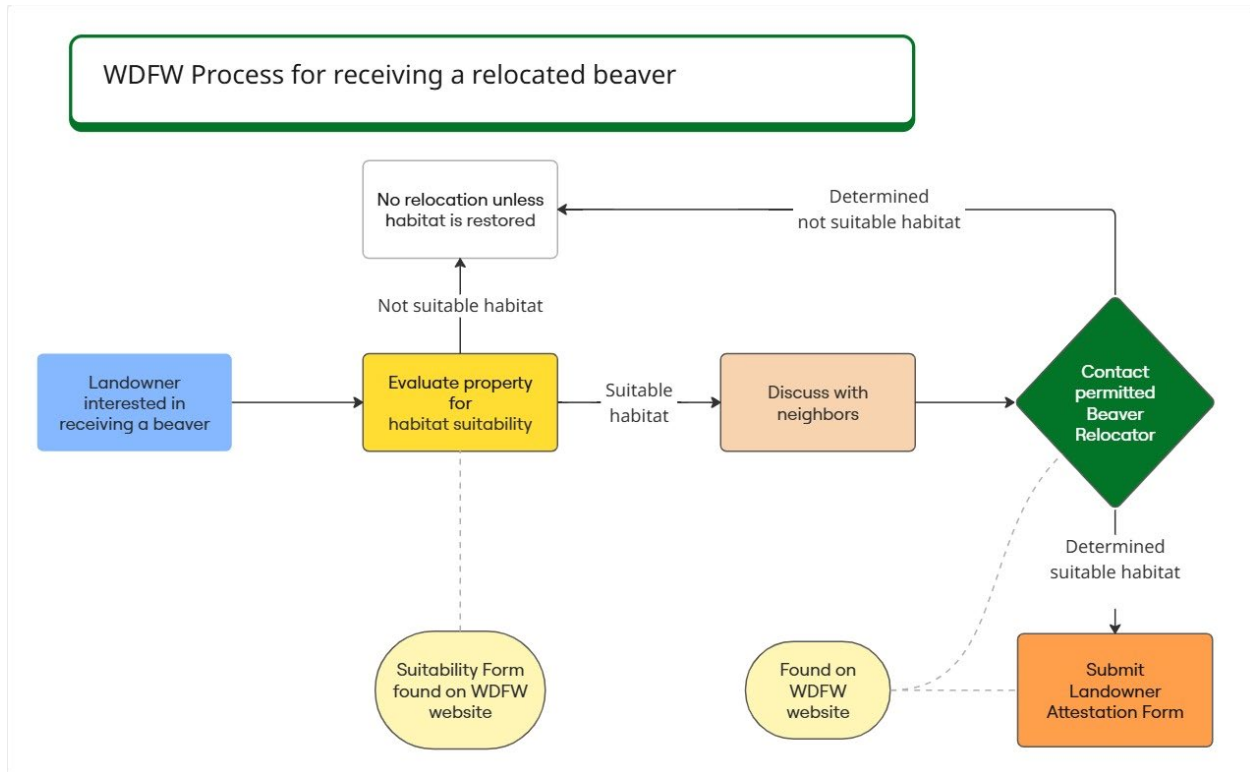 WDFW Process for receiving a relocated beaver
No relocation unless
habitat is restored
Determined
not suitable habitat
Not suitable habitat
Landowner
interested in
receiving a beaver
Evaluate property
for
habitat suitability
Suitable
habitat
Discuss with
neighbors
Contact
permitted
Beaver
Relocator
Determined
suitable habitat
Suitability Form
found on WDFW
website
Found on
WDFW
website
Submit
Landowner
Attestation Form